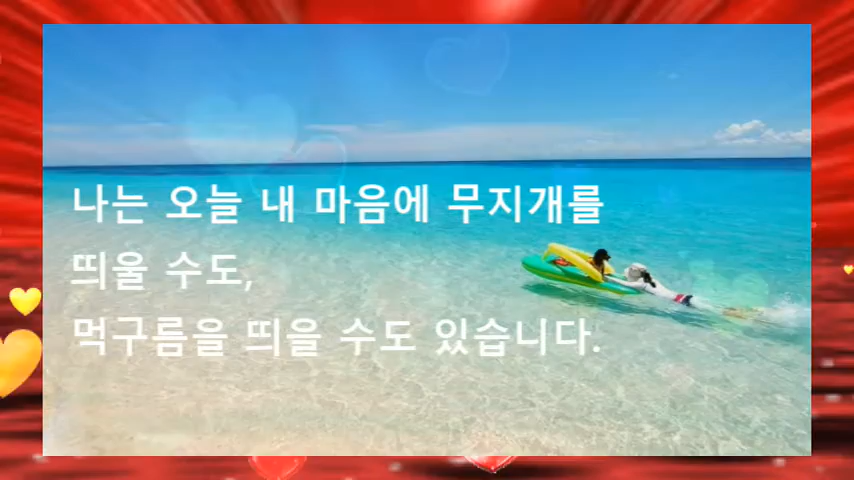 나는 오늘 내 마음에 무지개를
띄울 수도,
먹구름을 띄을 수도 있습니다.